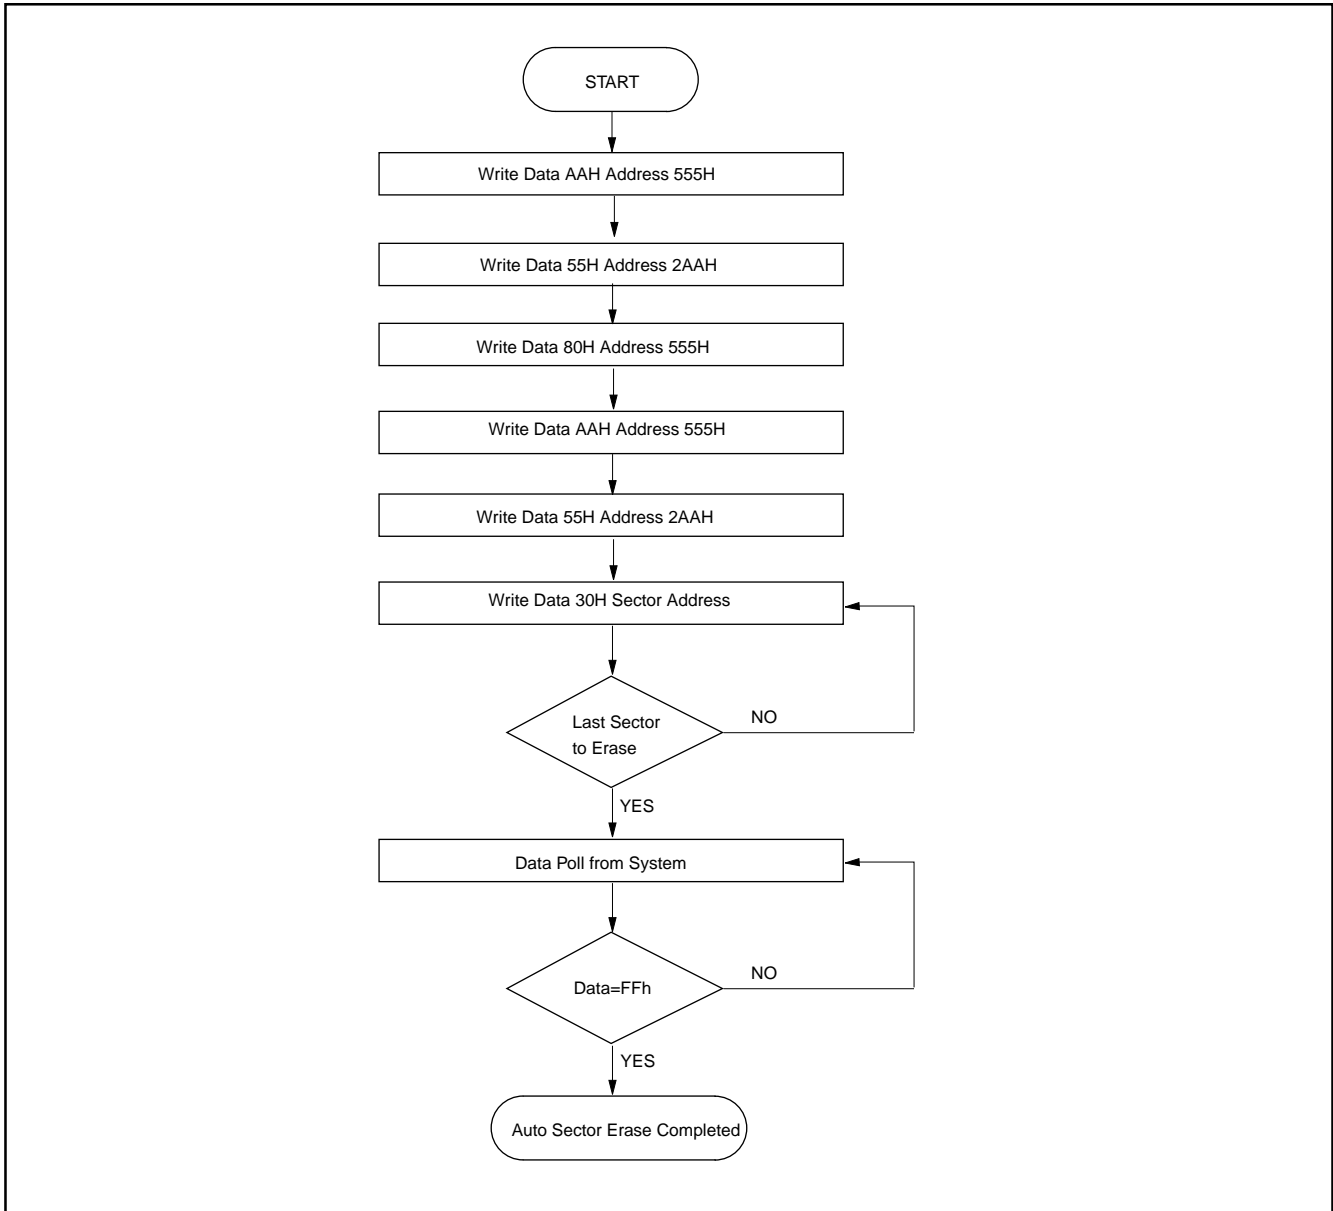 START
Write Data AAH Address 555H
Write Data 55H Address 2AAH
Write Data 80H Address 555H
Write Data AAH Address 555H
Write Data 55H Address 2AAH
Write Data 30H Sector Address
Last Sector
to Erase
NO
YES
Data Poll from System
Data=FFh
NO
YES
Auto Sector Erase Completed